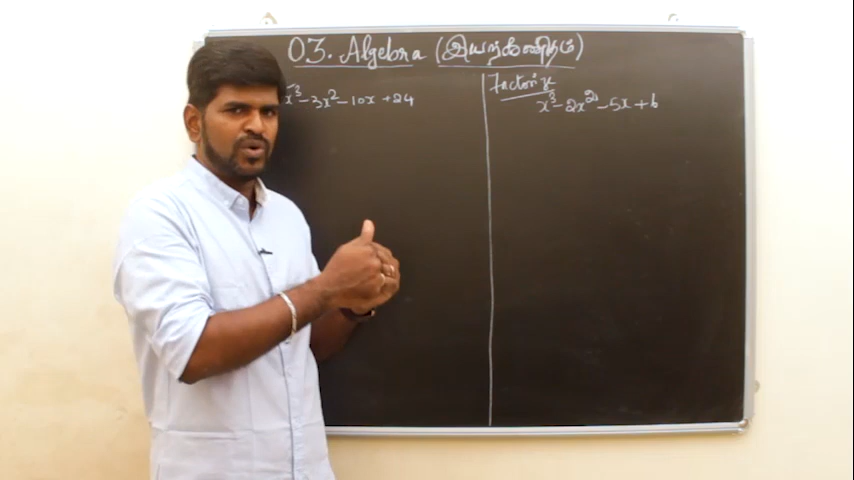 03. Algebra (இயற்கணிதம்)
x³-3x²-10x+24
Factorize
x³-2x²-5x+6